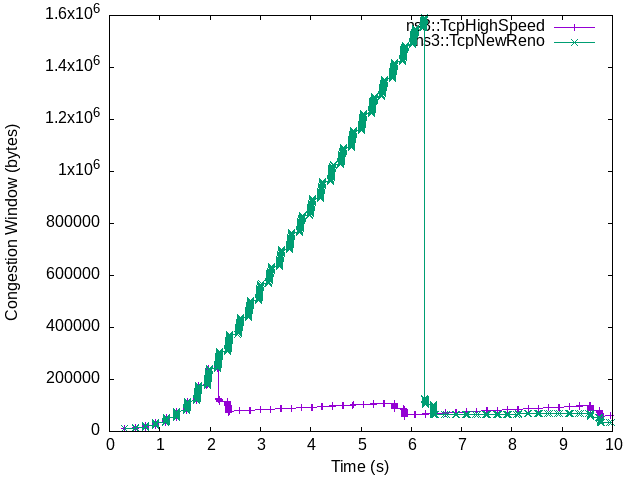 1.6x10^6
1.4x10^6
1.2x10^6
1x10^6
800000
600000
400000
200000
0
Congestion Window (bytes)
ns3::TcpHighSpeed
ns3::TcpNewReno
0 1 2 3 4 5 6 7 8 9 10
Time (s)